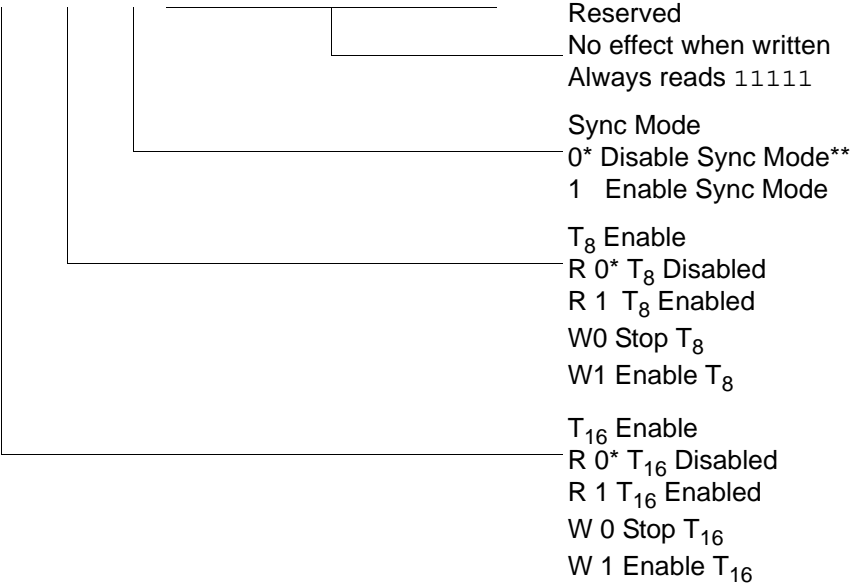 Reserved
No effect when written
Always reads 11111
Sync Mode
0* Disable Sync Mode**
1 Enable Sync Mode
T8 Enable
R 0* T8 Disabled
R 1 T8 Enabled
W0 Stop T8
W1 Enable T8
T16 Enable
R 0* T16 Disabled
R 1 T16 Enabled
W 0 Stop T16
W 1 Enable T16